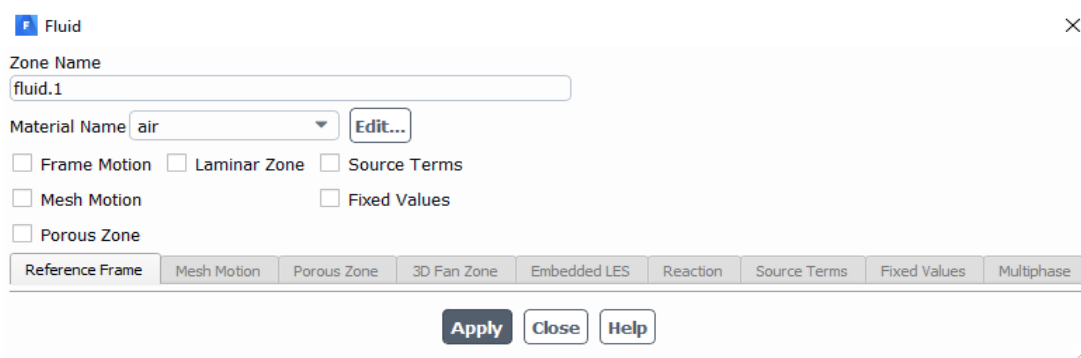 Fluid
Zone Name
fluid.1
Material Name air Edit...
Frame Motion Laminar Zone Source Terms
Mesh Motion Fixed Values
Porous Zone
Reference Frame Mesh Motion Porous Zone 3D Fan Zone Embedded LES Reaction Source Terms Fixed Values Multiphase
Apply Close Help